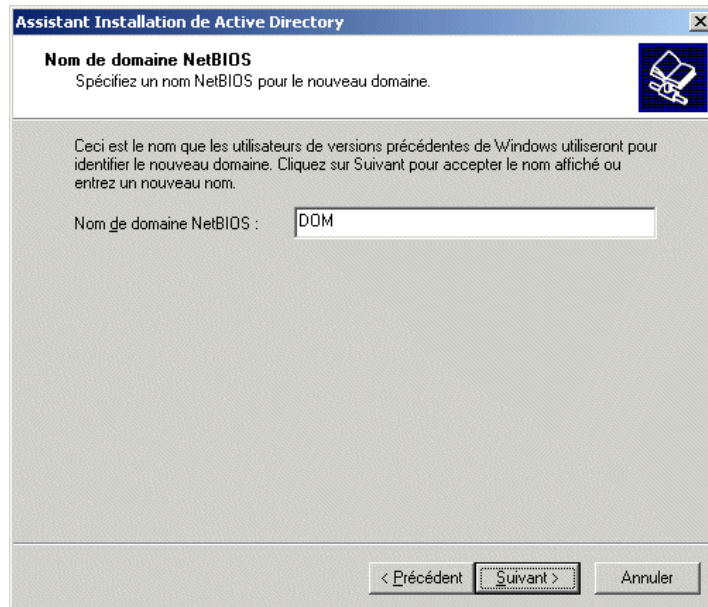 Assistant Installation de Active Directory
Nom de domaine NetBIOS
Spécifiez un nom NetBIOS pour le nouveau domaine.
Ceci est le nom que les utilisateurs de versions précédentes de Windows utiliseront pour
identifier le nouveau domaine. Cliquez sur Suivant pour accepter le nom affiché ou
entrez un nouveau nom.
Nom de domaine NetBIOS : DOM
< Précédent Suivant > Annuler